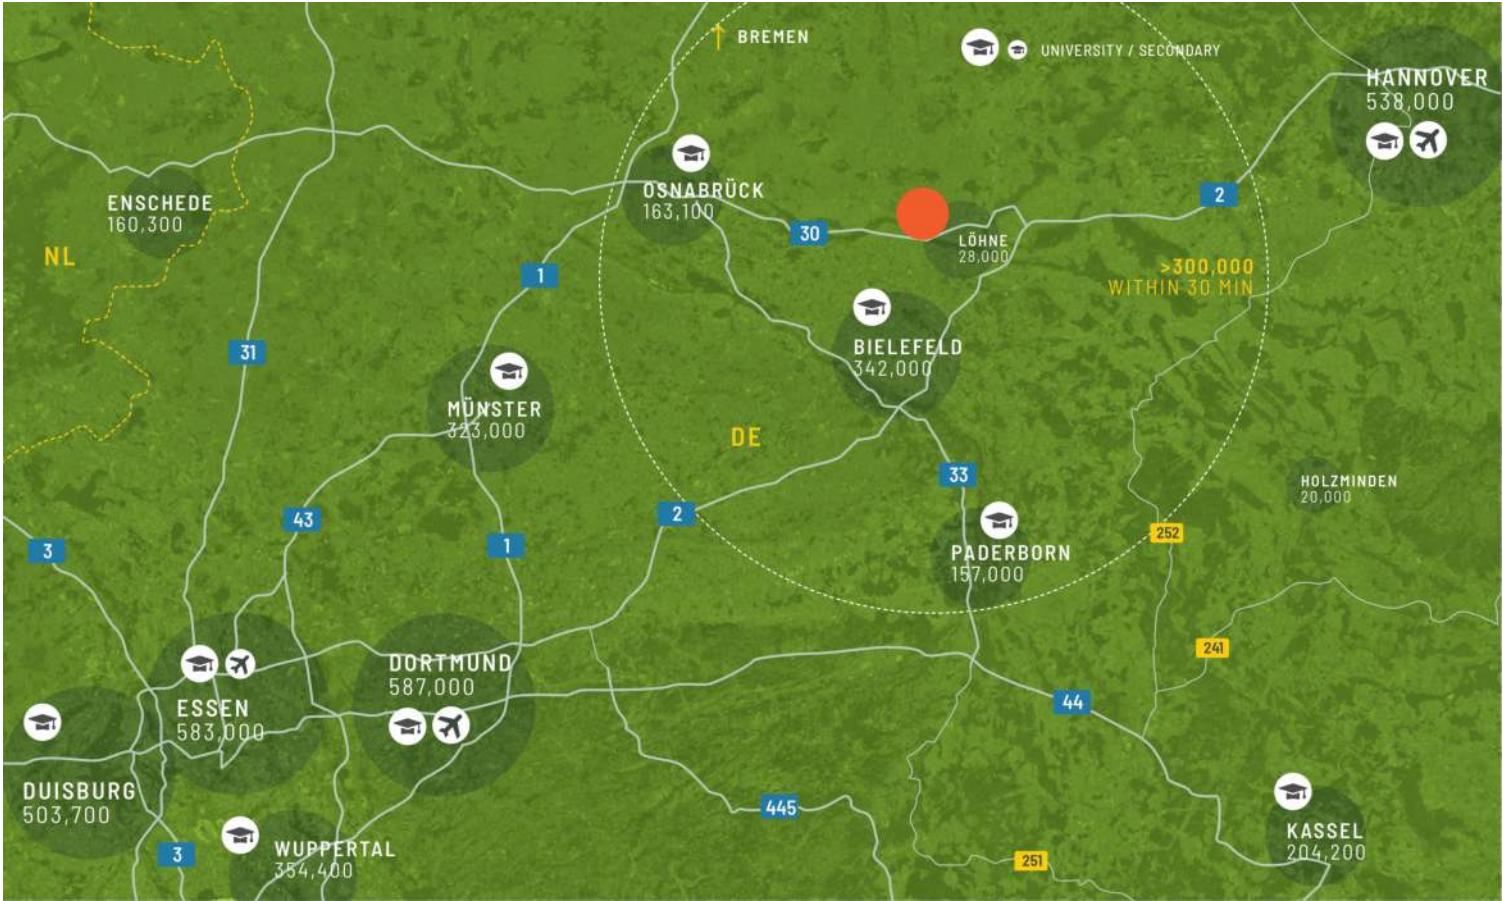 BREMEN
UNIVERSITY / SECONDARY
HANNOVER
538,000
OSNABRÜCK
163,100
ENSCHEDE
160,300
2
30
LÖHNE
28,000
NL
1
>300,000
WITHIN 30 MIN
31
BIELEFELD
342,000
MÜNSTER
323,000
DE
33
HOLZMINDEN
20,000
43
2
3
1
252
PADERBORN
157,000
241
DORTMUND
587,000
ESSEN
583,000
44
DUISBURG
503,700
445
KASSEL
204,200
3
WUPPERTAL
354,400
251